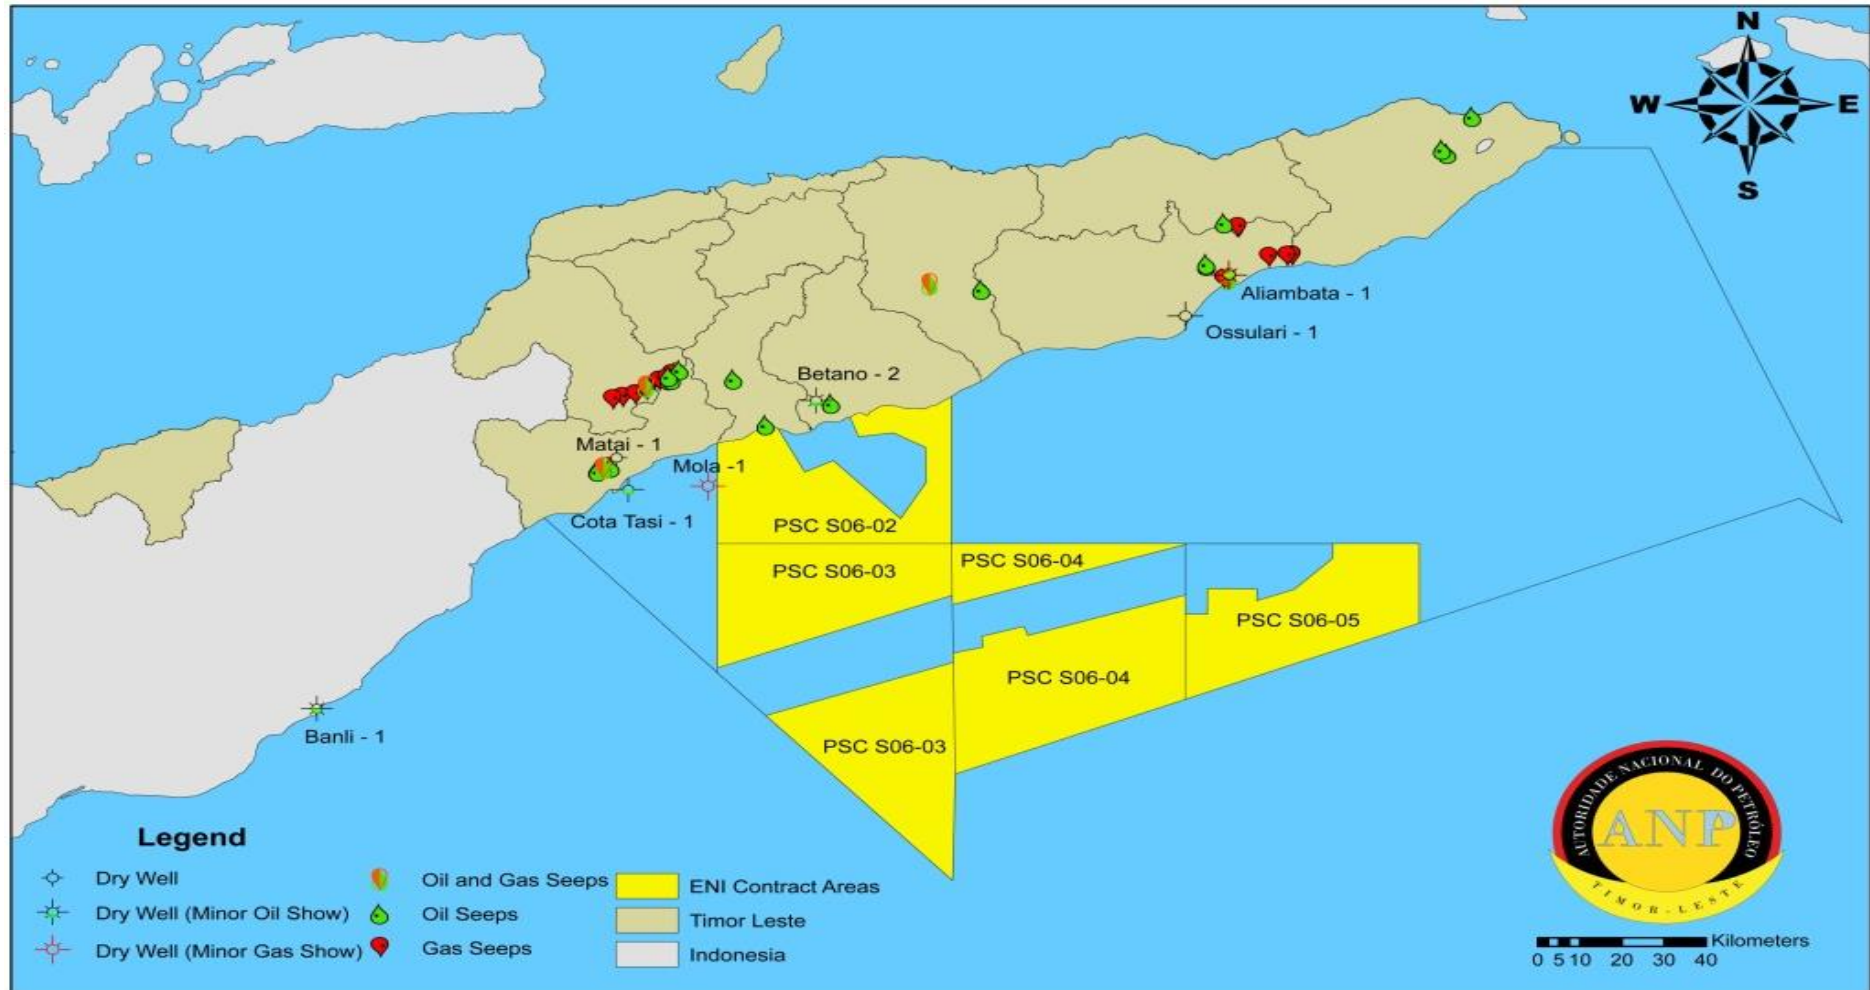 N
W E
S
Aliambata - 1
Ossulari - 1
Betano - 2
Matai - 1
Mola -1
Cota Tasi - 1
PSC S06-02
PSC S06-03
PSC S06-04
PSC S06-05
PSC S06-04
PSC S06-03
Banli - 1
Legend
Dry Well
Dry Well (Minor Oil Show)
Dry Well (Minor Gas Show)
Oil and Gas Seeps
Oil Seeps
Gas Seeps
ENI Contract Areas
Timor Leste
Indonesia
AUTORIDADE NACIONAL DO PETRÓLEO
ANP
TIMOR-LESTE
Kilometers
0 5 10 20 30 40